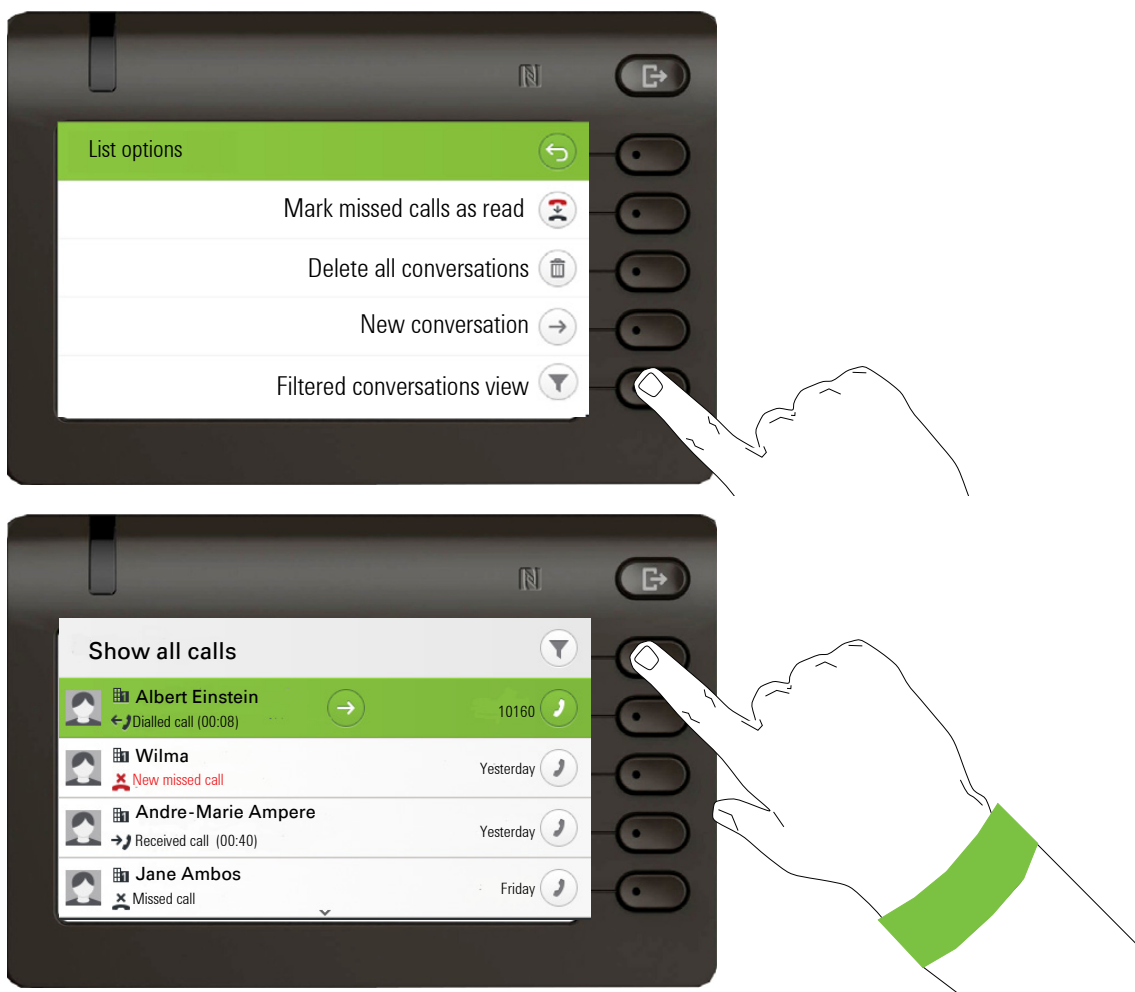 List options
Mark missed calls as read
Delete all conversations
New conversation
Filtered conversations view
Show all calls
Albert Einstein
Dialled call (00:08)
10160
Wilma
New missed call
Yesterday
Andre-Marie Ampere
Received call (00:40)
Yesterday
Jane Ambos
Missed call
Friday